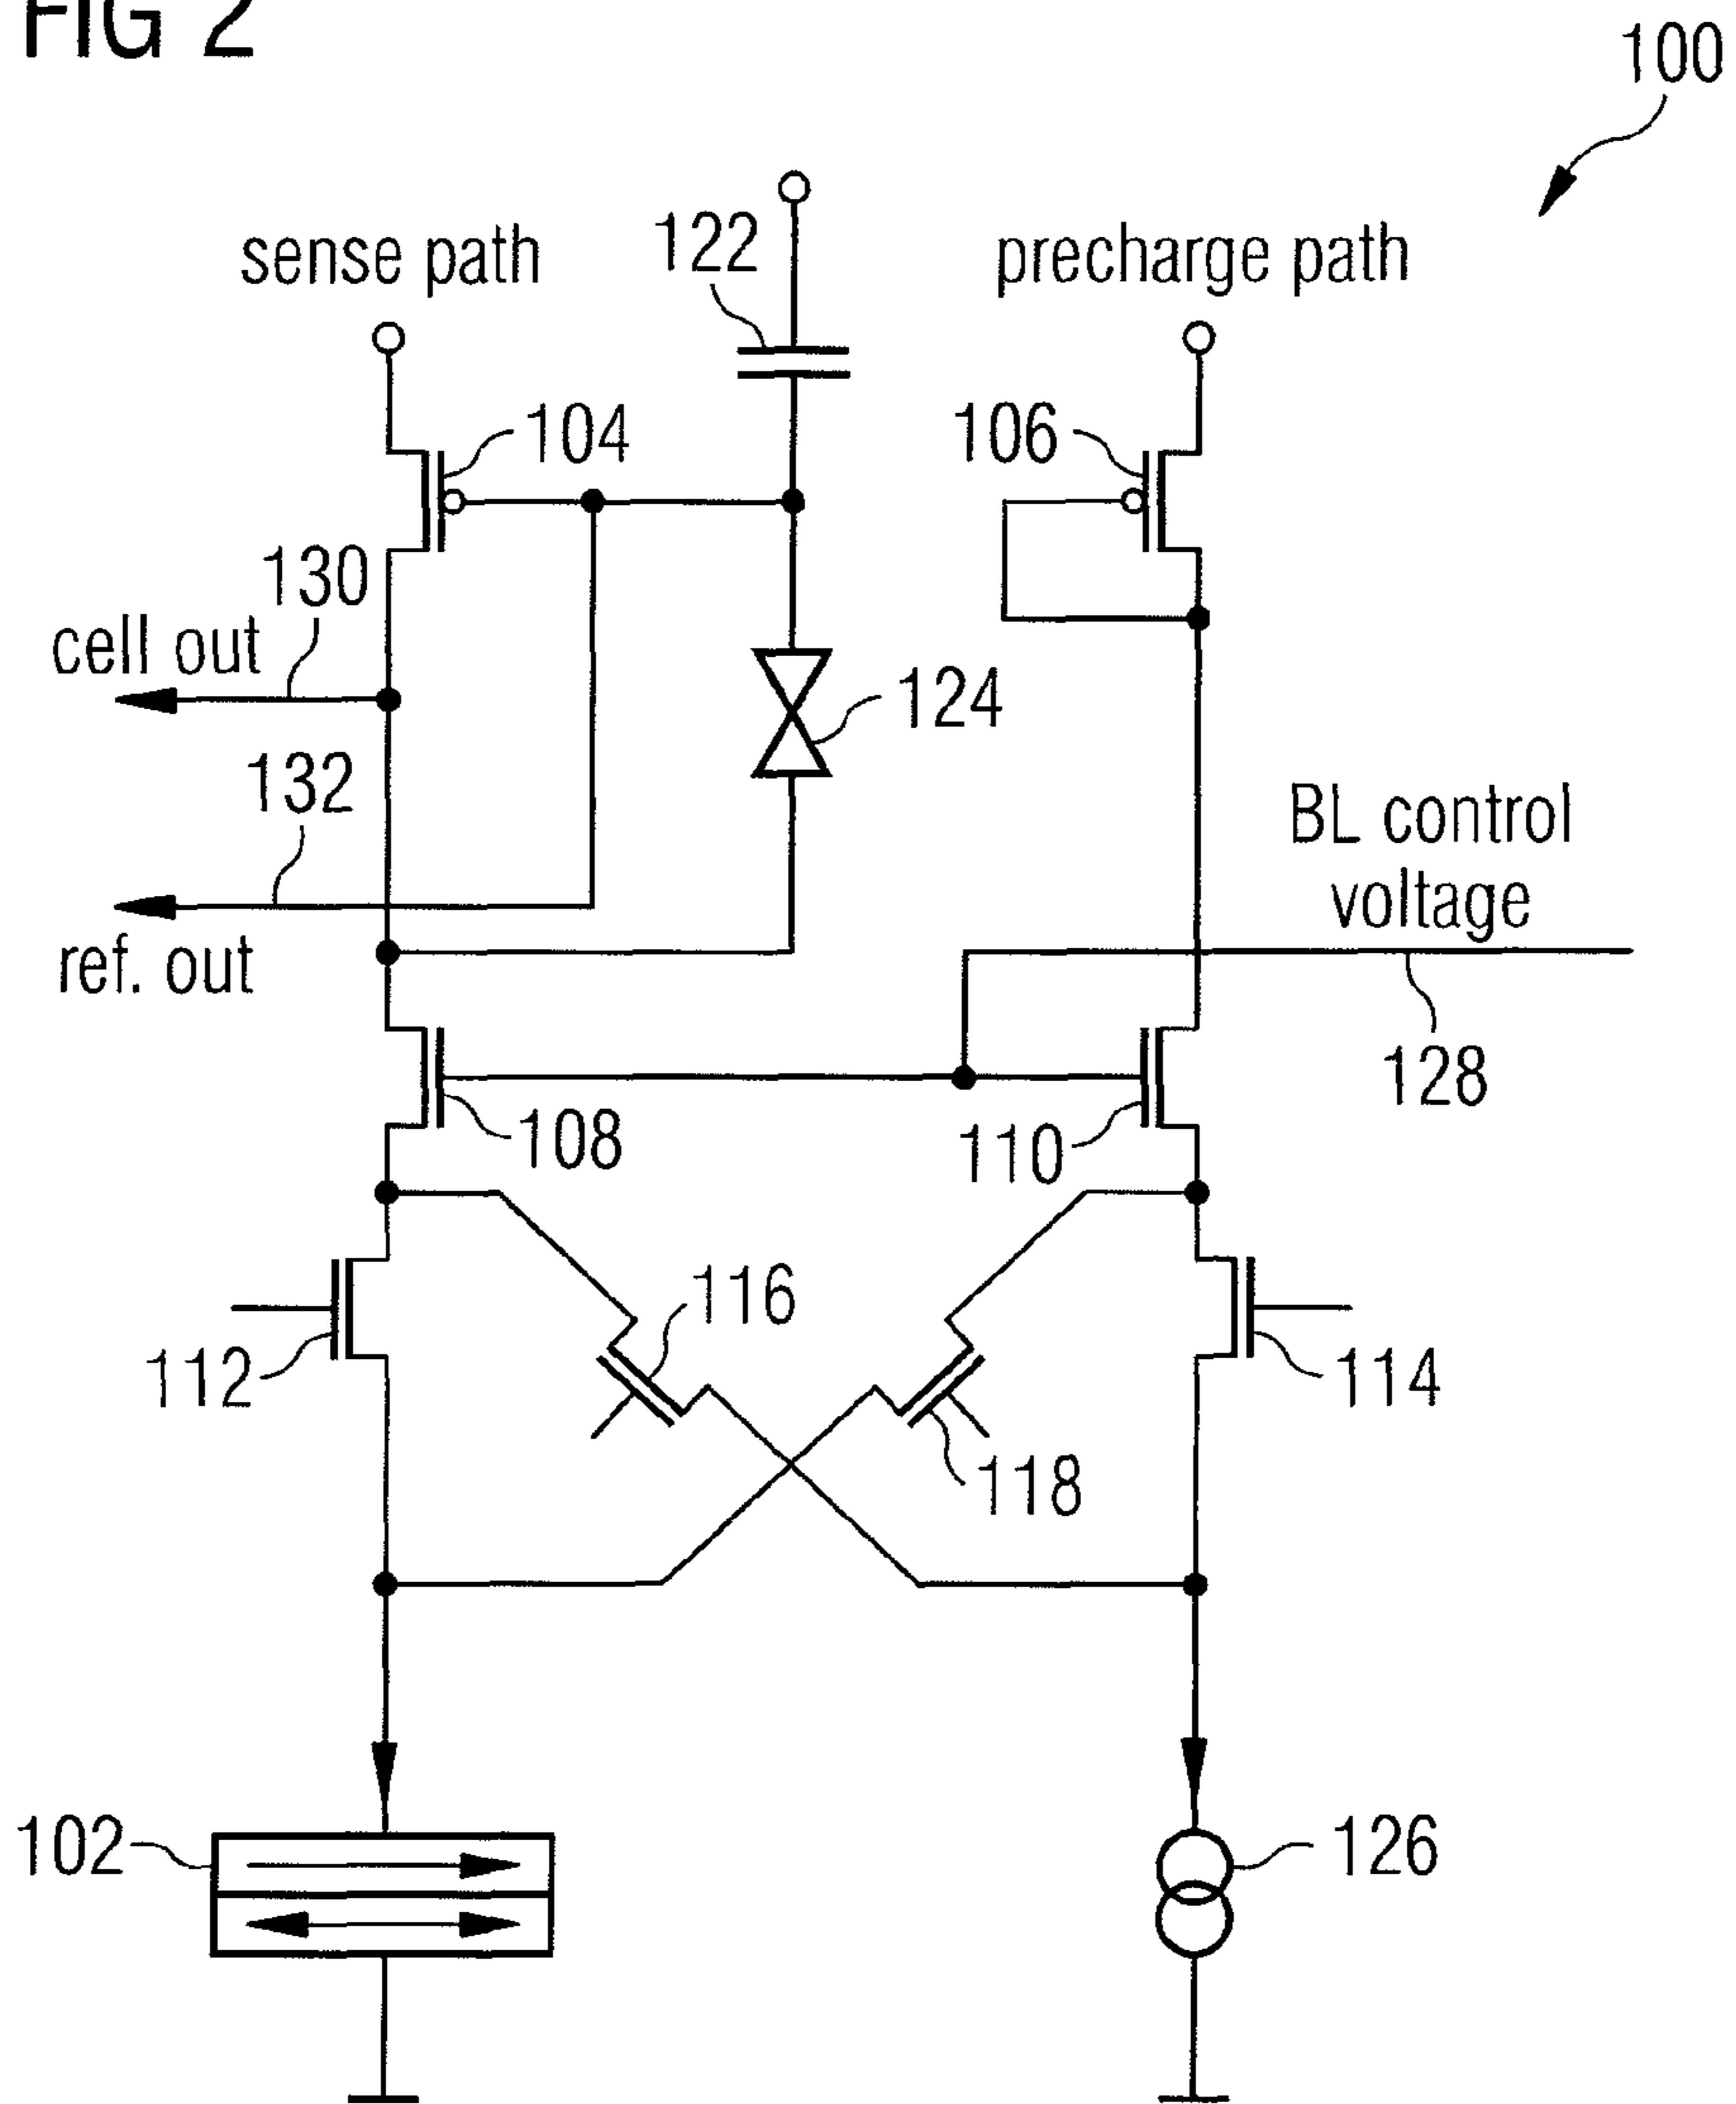 FIG 2
100
sense path
122
precharge path
104
106
130
cell out
124
132
BL control
voltage
ref. out
128
108
110
116
112
114
118
102
126